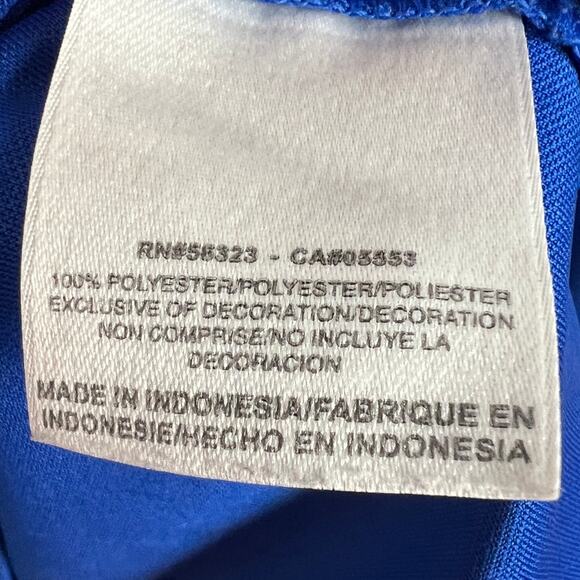 RN#56323 - CA#05553
100% POLYESTER/POLYESTER/POLIESTER
EXCLUSIVE OF DECORATION/DECORATION
NON COMPRISE/NO INCLUYE LA
DECORACION
MADE IN INDONESIA/FABRIQUE EN
INDONESIE/HECHO EN INDONESIA